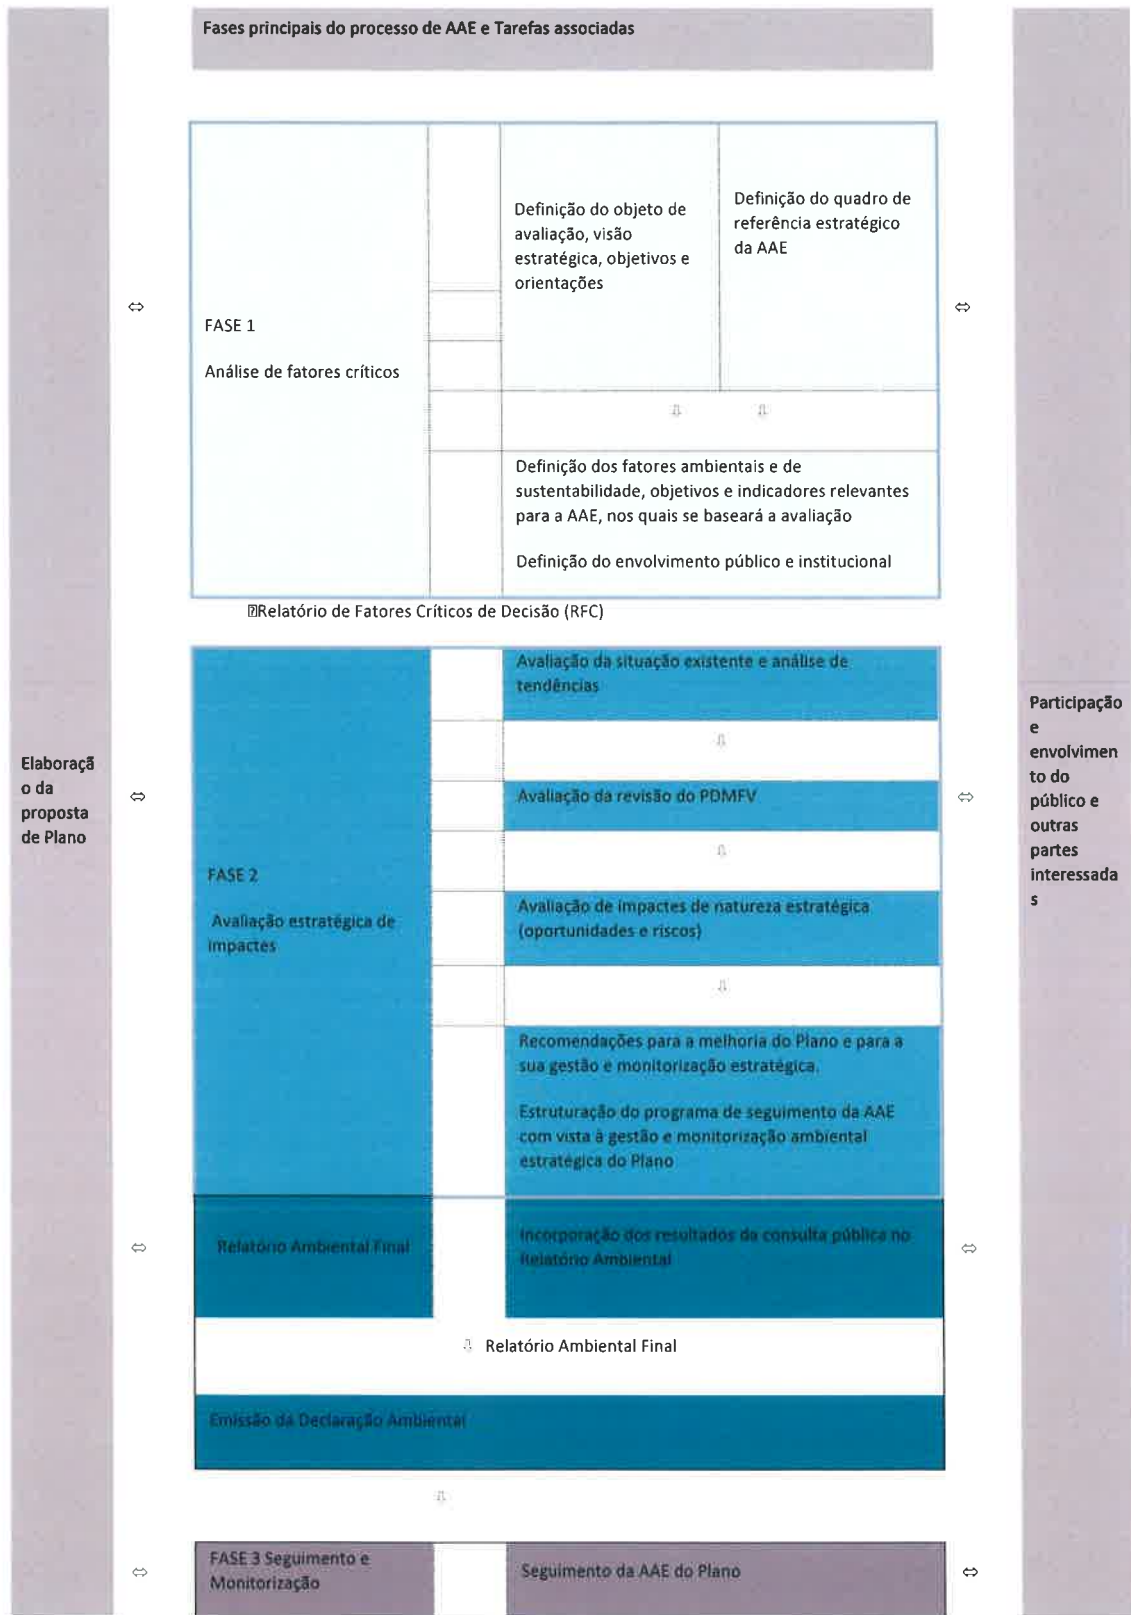 Fases principais do processo de AAE e Tarefas associadas
Definição do objeto de
avaliação, visão
estratégica, objetivos e
orientações
Definição do quadro de
referência estratégico
da AAE
⇔
⇔
FASE 1
Análise de fatores críticos
⇩ ⇩
Definição dos fatores ambientais e de
sustentabilidade, objetivos e indicadores relevantes
para a AAE, nos quais se baseará a avaliação
Definição do envolvimento público e institucional
Relatório de Fatores Críticos de Decisão (RFC)
Avaliação da situação existente e análise de
tendências
⇩
Elaboraçã
o da
proposta
de Plano
⇔
Avaliação da revisão do PDMFV
⇔
Participação
e
envolvimen
to do
público e
outras
partes
interessada
s
⇩
FASE 2
Avaliação estratégica de
impactes
Avaliação de impactes de natureza estratégica
(oportunidades e riscos)
⇩
Recomendações para a melhoria do Plano e para a
sua gestão e monitorização estratégica.
Estruturação do programa de seguimento da AAE
com vista à gestão e monitorização ambiental
estratégica do Plano
⇔
Relatório Ambiental Final
Incorporação dos resultados da consulta pública no
Relatório Ambiental
⇔
⇩ Relatório Ambiental Final
Emissão da Declaração Ambiental
⇩
⇔
FASE 3 Seguimento e
Monitorização
Seguimento da AAE do Plano
⇔